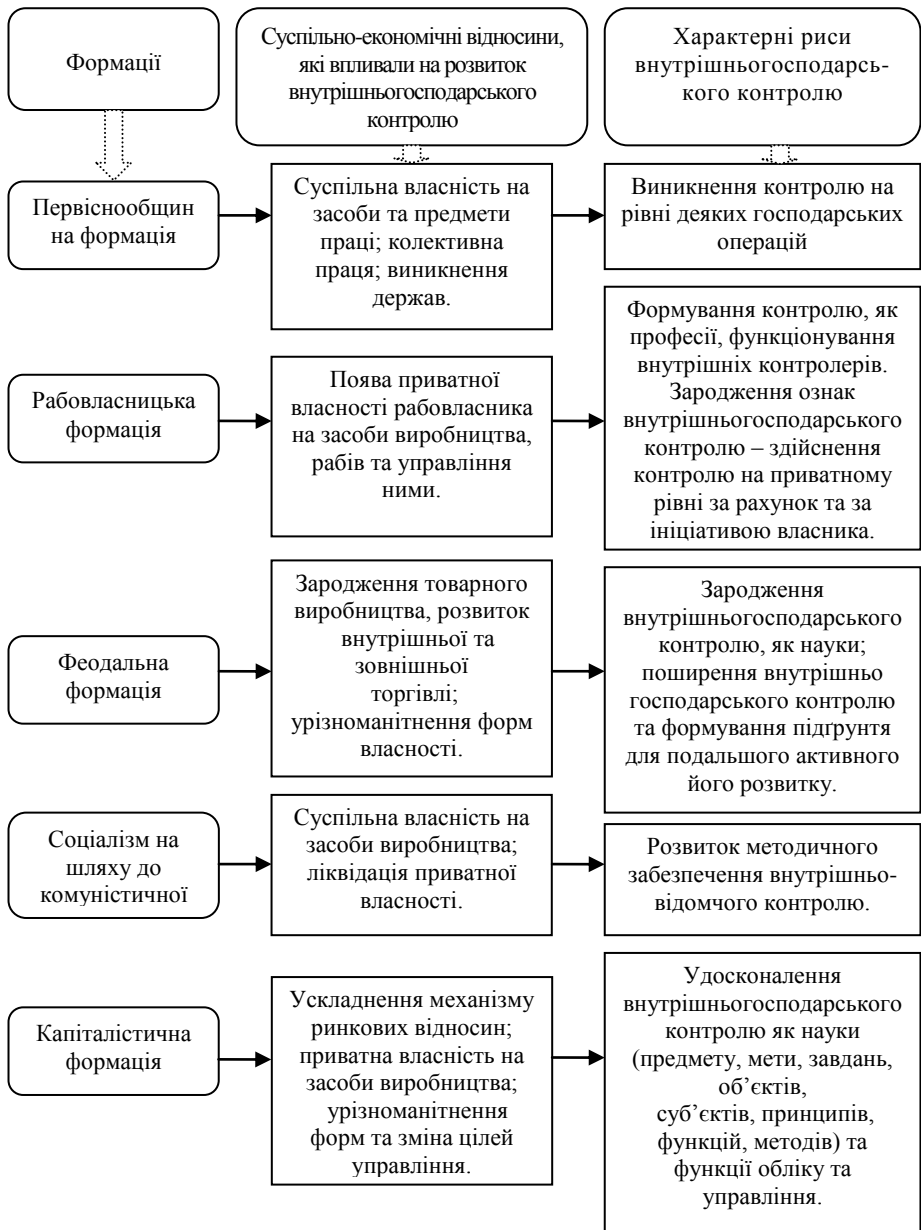 Формації
Суспільно-економічні відносини,
які впливали на розвиток
внутрішньогосподарського
контролю
Характерні риси
внутрішньогосподарсь-
кого контролю
Первіснообщин
на формація
Суспільна власність на
засоби та предмети
праці; колективна
праця; виникнення
держав.
Виникнення контролю на
рівні деяких господарських
операцій
Рабовласницька
формація
Поява приватної
власності рабовласника
на засоби виробництва,
рабів та управління
ними.
Формування контролю, як
професії, функціонування
внутрішніх контролерів.
Зародження ознак
внутрішньогосподарського
контролю – здійснення
контролю на приватному
рівні за рахунок та за
ініціативою власника.
Феодальна
формація
Зародження товарного
виробництва, розвиток
внутрішньої та
зовнішньої
торгівлі;
урізноманітнення форм
власності.
Зародження
внутрішньогосподарського
контролю, як науки;
поширення внутрішньо
господарського контролю
та формування підґрунтя
для подальшого активного
його розвитку.
Соціалізм на
шляху до
комуністичної
Суспільна власність на
засоби виробництва;
ліквідація приватної
власності.
Розвиток методичного
забезпечення внутрішньо-
відомчого контролю.
Капіталістична
формація
Ускладнення механізму
ринкових відносин;
приватна власність на
засоби виробництва;
урізноманітнення
форм та зміна цілей
управління.
Удосконалення
внутрішньогосподарського
контролю як науки
(предмету, мети, завдань,
об’єктів,
суб’єктів, принципів,
функцій, методів) та
функції обліку та
управління.